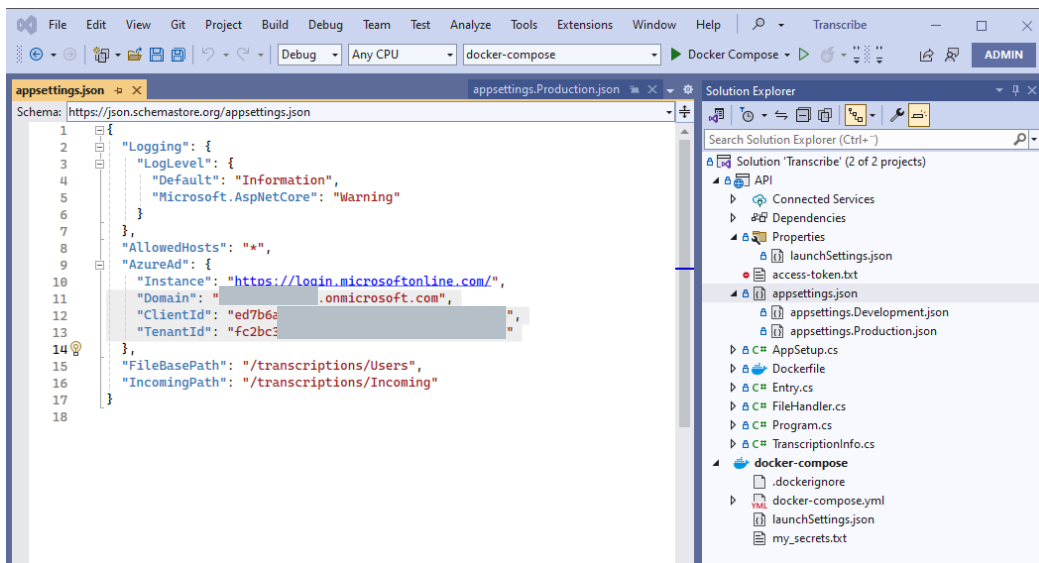 File Edit View Git Project Build Debug Team Test Analyze Tools Extensions Window Help Transcribe
Debug Any CPU docker-compose Docker Compose ADMIN
appsettings.json appsettings.Production.json
Schema: https://json.schemastore.org/appsettings.json
1 {
2 "Logging": {
3 "LogLevel": {
4 "Default": "Information",
5 "Microsoft.AspNetCore": "Warning"
6 }
7 },
8 "AllowedHosts": "*",
9 "AzureAd": {
10 "Instance": "https://login.microsoftonline.com/",
11 "Domain": " .onmicrosoft.com",
12 "ClientId": "ed7b6a ",
13 "TenantId": "fc2bc3 "
14 },
15 "FileBasePath": "/transcriptions/Users",
16 "IncomingPath": "/transcriptions/Incoming"
17 }
18
Solution Explorer
Search Solution Explorer (Ctrl+¨)
Solution 'Transcribe' (2 of 2 projects)
API
Connected Services
Dependencies
Properties
launchSettings.json
access-token.txt
appsettings.json
appsettings.Development.json
appsettings.Production.json
C# AppSetup.cs
Dockerfile
C# Entry.cs
C# FileHandler.cs
C# Program.cs
C# TranscriptionInfo.cs
docker-compose
.dockerignore
YML docker-compose.yml
launchSettings.json
my_secrets.txt